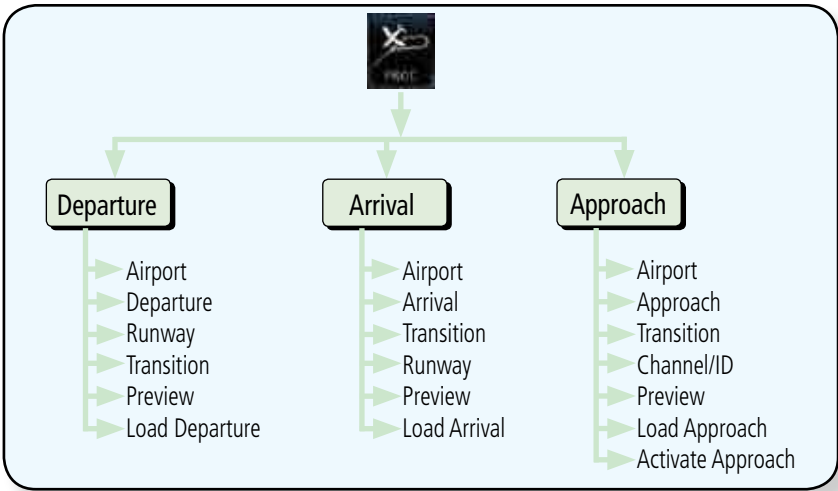 PROC
Departure
Airport
Departure
Runway
Transition
Preview
Load Departure
Arrival
Airport
Arrival
Transition
Runway
Preview
Load Arrival
Approach
Airport
Approach
Transition
Channel/ID
Preview
Load Approach
Activate Approach